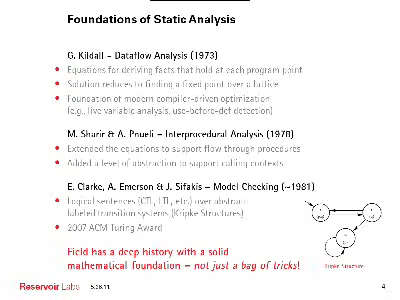 Foundations of Static Analysis
G. Kildall – Dataflow Analysis (1973)
• Equations for deriving facts that hold at each program point
• Solution reduces to finding a fixed point over a lattice
• Foundation of modern compiler-driven optimization
(e.g., live variable analysis, use-before-def detection)
M. Sharir & A. Pnueli – Interprocedural Analysis (1978)
• Extended the equations to support flow through procedures
• Added a level of abstraction to support calling contexts
E. Clarke, A. Emerson & J. Sifakis – Model Checking (~1981)
• Logical sentences (CTL, LTL, etc.) over abstract
labeled transition systems (Kripke Structures)
• 2007 ACM Turing Award
Kripke Structure
Field has a deep history with a solid
mathematical foundation – not just a bag of tricks!
Reservoir Labs
4